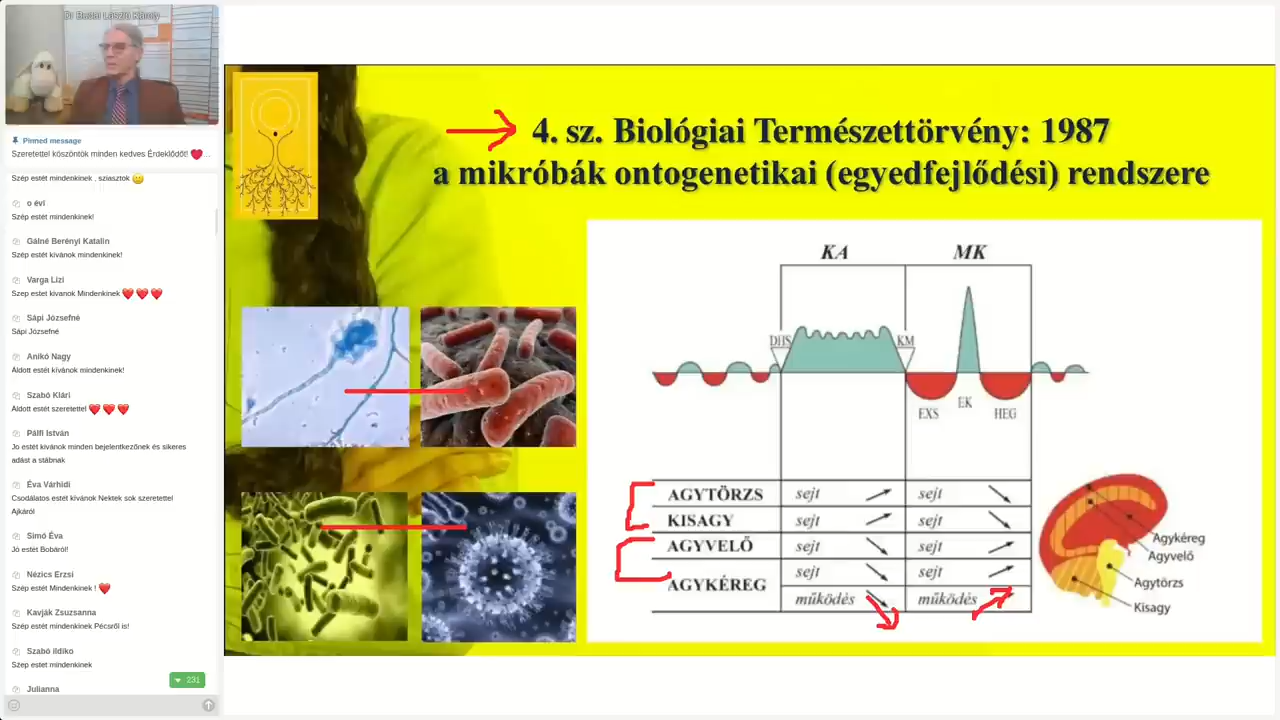 Dr Bedei László Károly
Pinned message
Szeretettel köszöntök minden kedves Érdeklődőt! ❤️...
Szép estét mindenkinek , sziasztok 🙂
o évi
Szép estét mindenkinek!
Gálné Berényi Katalin
Szép estét kívánok mindenkinek!
Varga Lizi
Szep estet kivanok Mindenkinek ❤️ ❤️ ❤️
Sápi Józsefné
Sápi Józsefné
Anikó Nagy
Áldott estét kívánok mindenkinek!
Szabó Klári
Áldott estét szeretettel ❤️ ❤️ ❤️
Pálfi István
Jo estét kivánok minden bejelentkezőnek és sikeres
adást a stábnak
Éva Várhidi
Csodálatos estét kívánok Nektek sok szeretettel
Ajkáról
Simó Éva
Jó estét Bobáról!
Nézics Erzsi
Szép estét Mindenkinek ! ❤️
Kavják Zsuzsanna
Szép estét mindenkinek Pécsről is!
Szabó ildiko
Szép estét mindenkinek
Julianna
231
4. sz. Biológiai Természettörvény: 1987
a mikróbák ontogenetikai (egyedfejlődési) rendszere
KA MK
DHS KM
EXS EK HEG
AGYTÖRZS sejt sejt
KISAGY sejt sejt
AGYVELŐ sejt sejt
AGYKÉREG sejt sejt
működés működés
Agykéreg
Agyvelő
Agytörzs
Kisagy